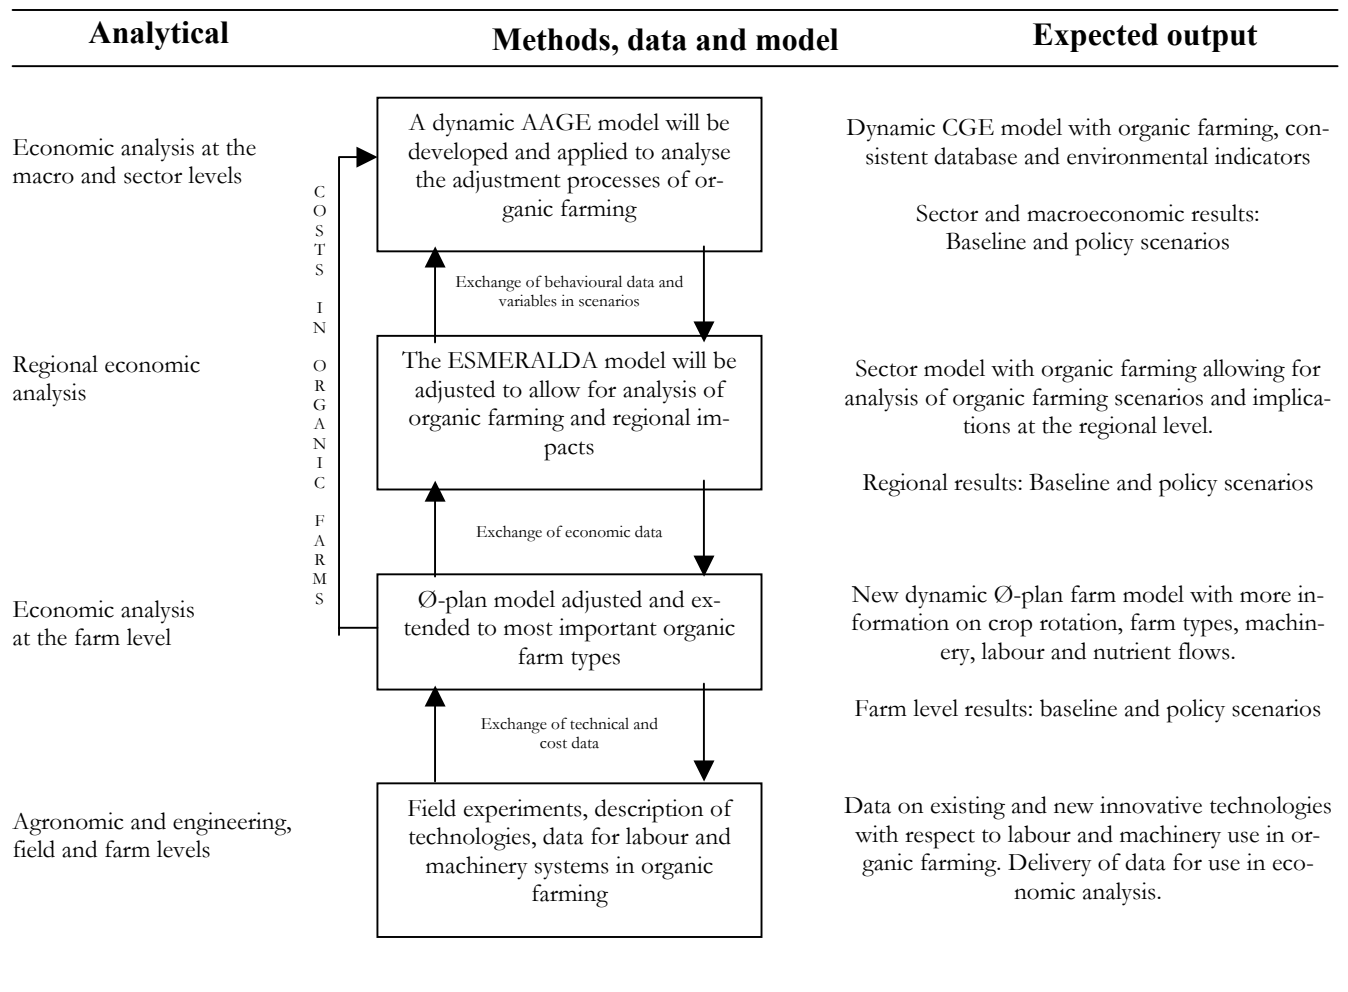 Analytical
Methods, data and model
Expected output
Economic analysis at the
macro and sector levels
A dynamic AAGE model will be
developed and applied to analyse
the adjustment processes of or-
ganic farming
Dynamic CGE model with organic farming, con-
sistent database and environmental indicators
Sector and macroeconomic results:
Baseline and policy scenarios
COSTS IN ORGANIC FARMS
Exchange of behavioural data and
variables in scenarios
Regional economic
analysis
The ESMERALDA model will be
adjusted to allow for analysis of
organic farming and regional im-
pacts
Sector model with organic farming allowing for
analysis of organic farming scenarios and implica-
tions at the regional level.
Regional results: Baseline and policy scenarios
Exchange of economic data
Economic analysis
at the farm level
Ø-plan model adjusted and ex-
tended to most important organic
farm types
New dynamic Ø-plan farm model with more in-
formation on crop rotation, farm types, machin-
ery, labour and nutrient flows.
Farm level results: baseline and policy scenarios
Exchange of technical and
cost data
Agronomic and engineering,
field and farm levels
Field experiments, description of
technologies, data for labour and
machinery systems in organic
farming
Data on existing and new innovative technologies
with respect to labour and machinery use in or-
ganic farming. Delivery of data for use in eco-
nomic analysis.